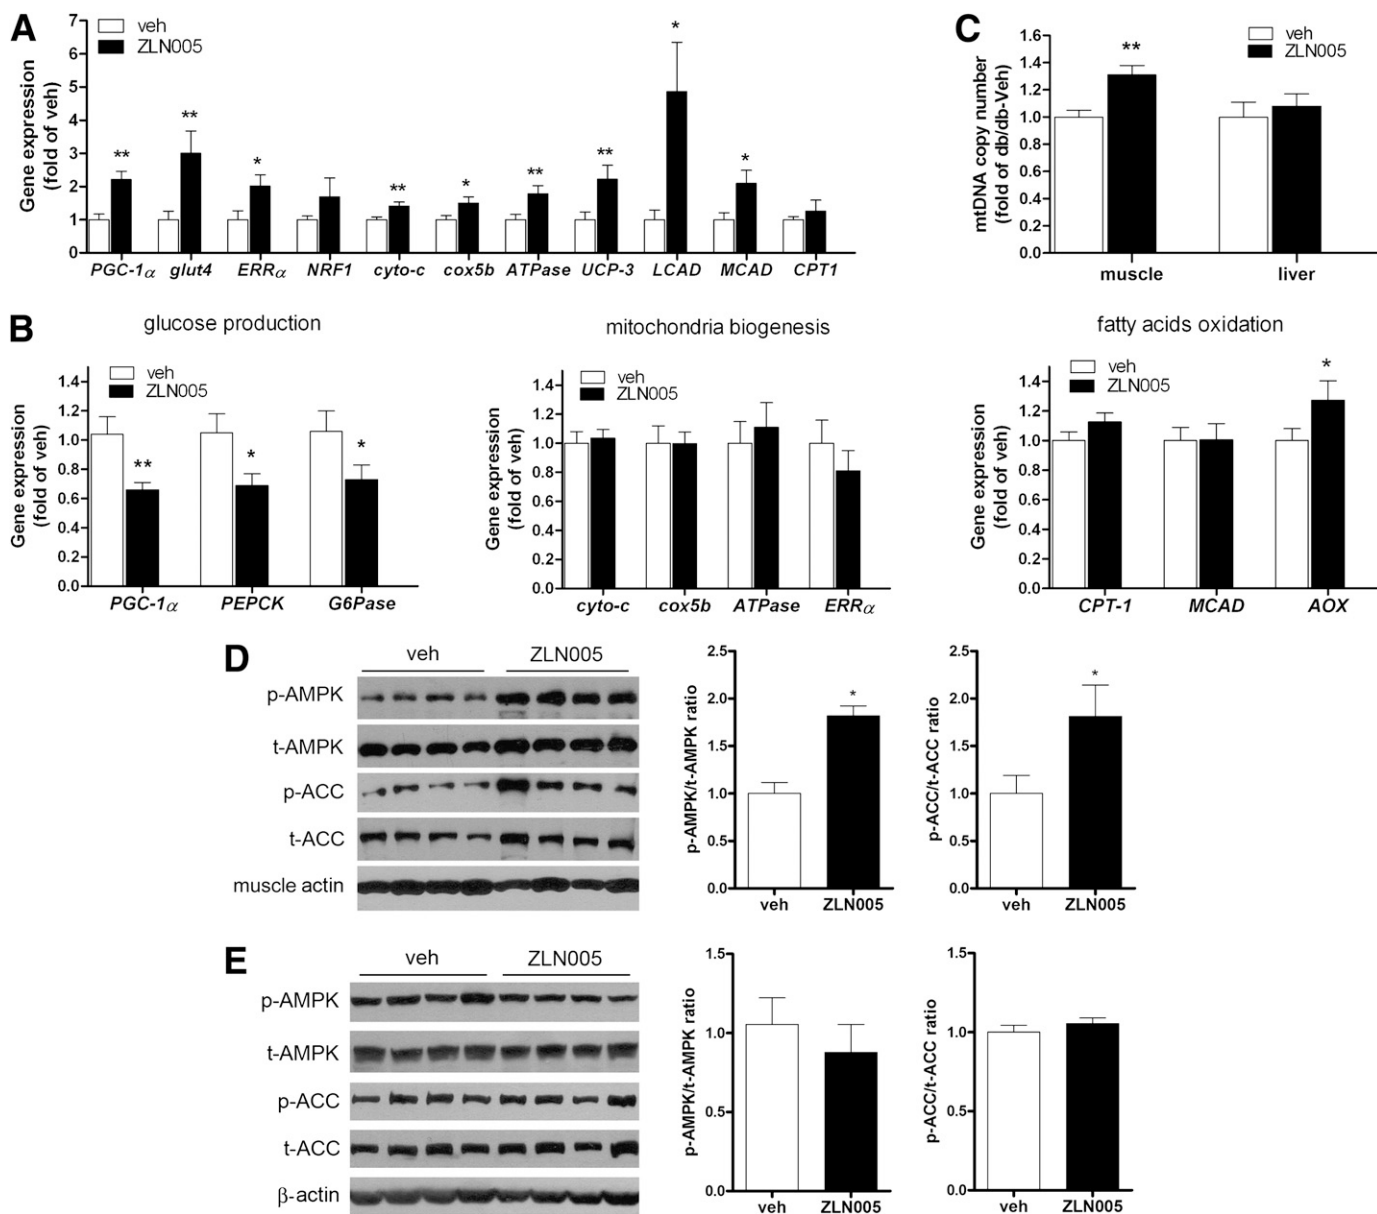 A
veh
ZLN005
Gene expression
(fold of veh)
7
6
5
4
3
2
1
0
** ** * ** * ** ** * *
PGC-1α glut4 ERRα NRF1 cyto-c cox5b ATPase UCP-3 LCAD MCAD CPT1
C
veh
ZLN005
mtDNA copy number
(fold of db/db-Veh)
1.6
1.4
1.2
1.0
0.8
0.6
0.4
0.2
0.0
**
muscle liver
B
glucose production
veh
ZLN005
Gene expression
(fold of veh)
1.4
1.2
1.0
0.8
0.6
0.4
0.2
0.0
** * *
PGC-1α PEPCK G6Pase
mitochondria biogenesis
veh
ZLN005
Gene expression
(fold of veh)
1.4
1.2
1.0
0.8
0.6
0.4
0.2
0.0
cyto-c cox5b ATPase ERRα
fatty acids oxidation
veh
ZLN005
Gene expression
(fold of veh)
1.4
1.2
1.0
0.8
0.6
0.4
0.2
0.0
*
CPT-1 MCAD AOX
D
veh ZLN005
p-AMPK
t-AMPK
p-ACC
t-ACC
muscle actin
p-AMPK/t-AMPK ratio
2.5
2.0
1.5
1.0
0.5
0.0
*
veh ZLN005
p-ACC/t-ACC ratio
2.5
2.0
1.5
1.0
0.5
0.0
*
veh ZLN005
E
veh ZLN005
p-AMPK
t-AMPK
p-ACC
t-ACC
β-actin
p-AMPK/t-AMPK ratio
1.5
1.0
0.5
0.0
veh ZLN005
p-ACC/t-ACC ratio
1.5
1.0
0.5
0.0
veh ZLN005